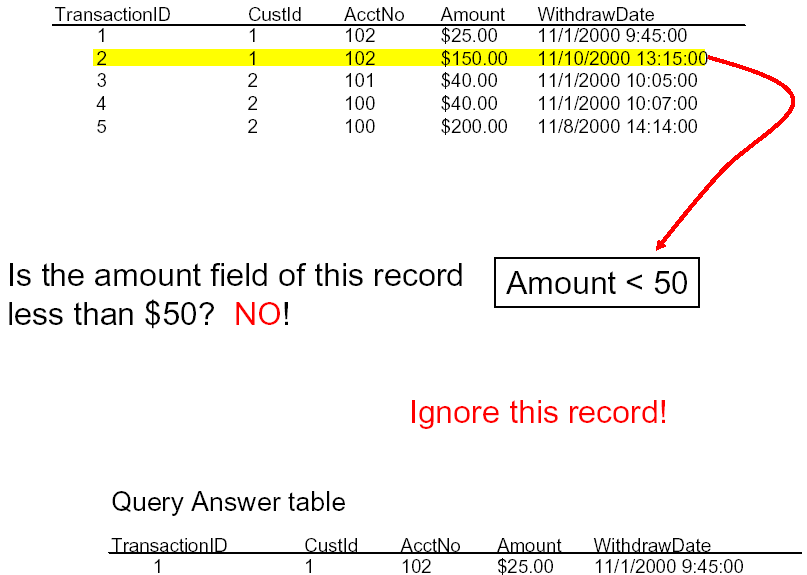 TransactionID CustId AcctNo Amount WithdrawDate
1 1 102 $25.00 11/1/2000 9:45:00
2 1 102 $150.00 11/10/2000 13:15:00
3 2 101 $40.00 11/1/2000 10:05:00
4 2 100 $40.00 11/1/2000 10:07:00
5 2 100 $200.00 11/8/2000 14:14:00
Is the amount field of this record
less than $50? NO!
Amount < 50
Ignore this record!
Query Answer table
TransactionID CustId AcctNo Amount WithdrawDate
1 1 102 $25.00 11/1/2000 9:45:00